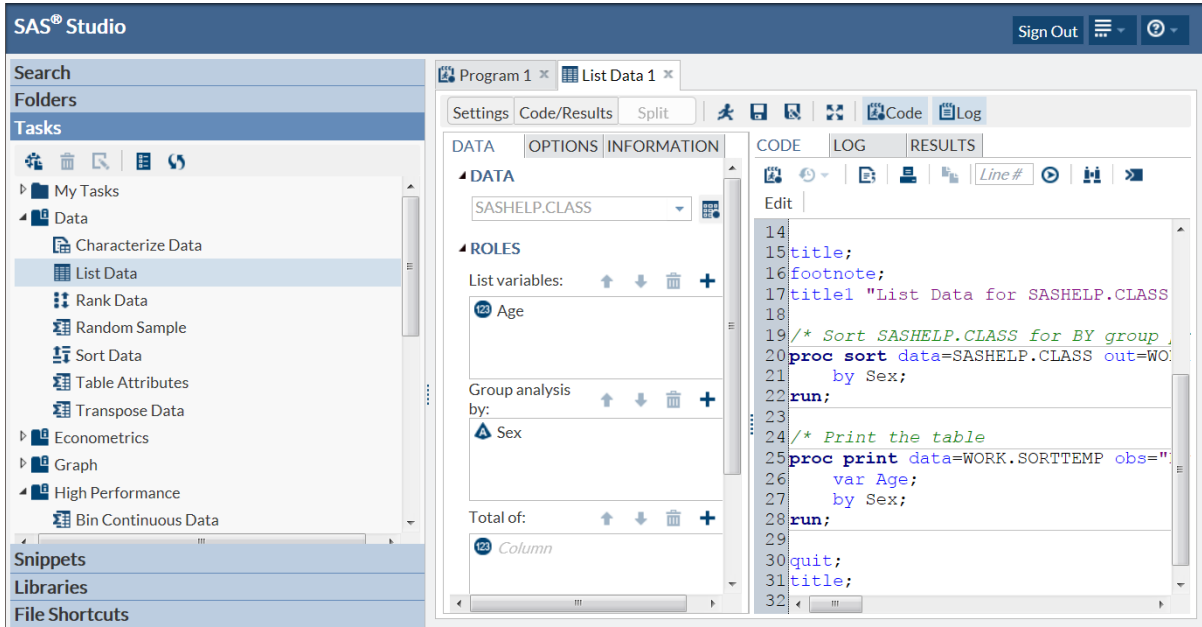 SAS® Studio
Sign Out
Search
Folders
Tasks
My Tasks
Data
Characterize Data
List Data
Rank Data
Random Sample
Sort Data
Table Attributes
Transpose Data
Econometrics
Graph
High Performance
Bin Continuous Data
Snippets
Libraries
File Shortcuts
Program 1
List Data 1
Settings Code/Results Split Code Log
DATA OPTIONS INFORMATION
DATA
SASHELP.CLASS
ROLES
List variables:
123 Age
Group analysis
by:
A Sex
Total of:
123 Column
CODE LOG RESULTS
Line #
Edit
14
15 title;
16 footnote;
17 title1 "List Data for SASHELP.CLASS
18
19 /* Sort SASHELP.CLASS for BY group
20 proc sort data=SASHELP.CLASS out=WO
21 by Sex;
22 run;
23
24 /* Print the table
25 proc print data=WORK.SORTTEMP obs="
26 var Age;
27 by Sex;
28 run;
29
30 quit;
31 title;
32